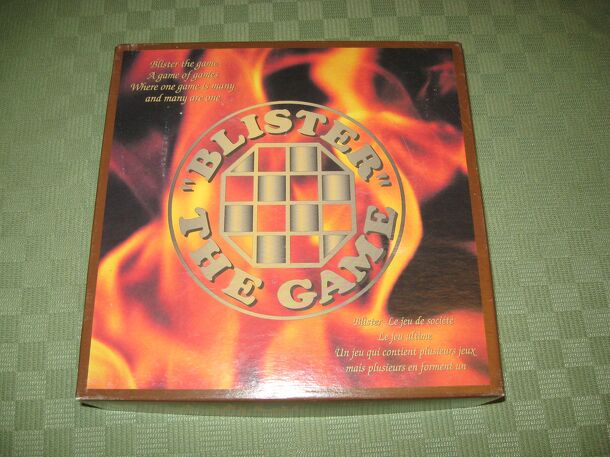 Blister the game
A game of games
Where one game is many
and many are one
"BLISTER"
THE GAME
Blister Le jeu de société
Le jeu ultime
Un jeu qui contient plusieurs jeux
mais plusieurs en forment un